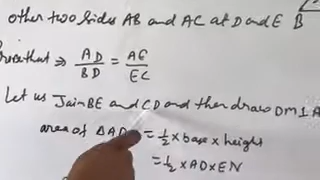 other two sides AB and AC at D and E B
Prove that ⇒ AD/BD = AE/EC
Let us Join BE and CD and then draw DM⊥A
area of ΔAD = 1/2 × base × height
= 1/2 × AD × EN